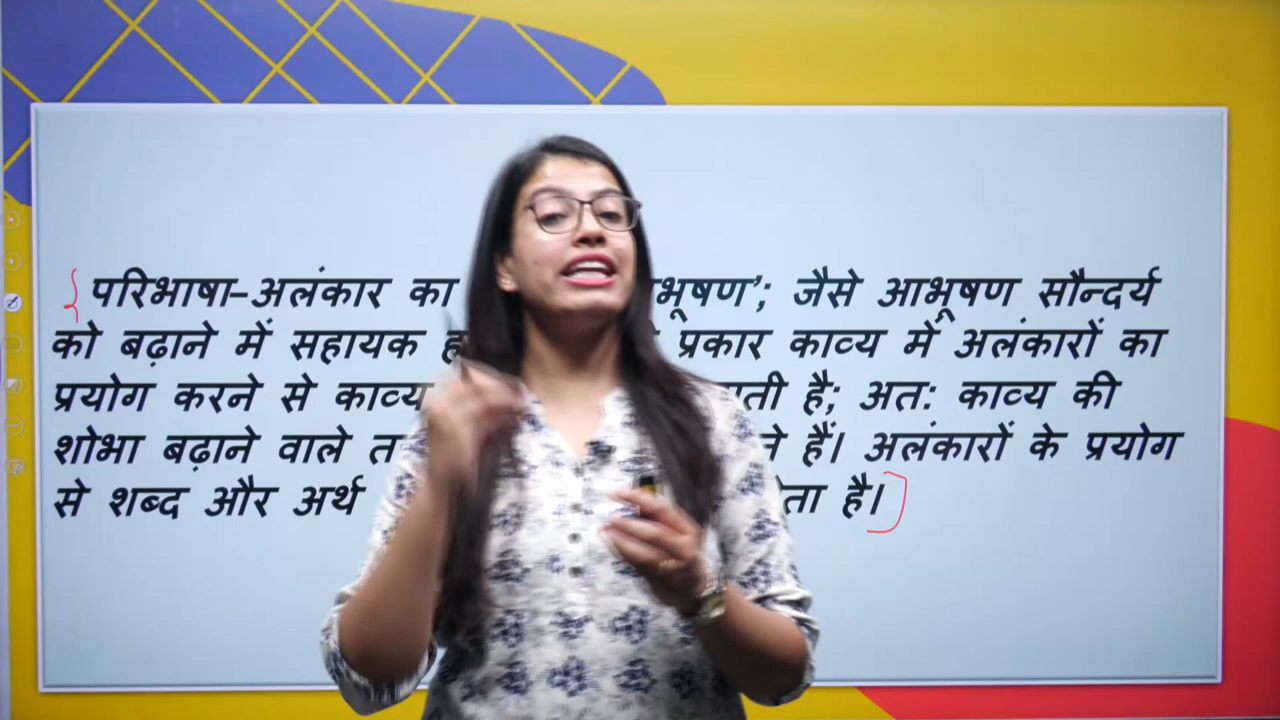 परिभाषा–अलंकार का भूषण’; जैसे आभूषण सौन्दर्य
को बढ़ाने में सहायक प्रकार काव्य में अलंकारों का
प्रयोग करने से काव्य है; अत: काव्य की
शोभा बढ़ाने वाले हैं। अलंकारों के प्रयोग
से शब्द और अर्थ है।